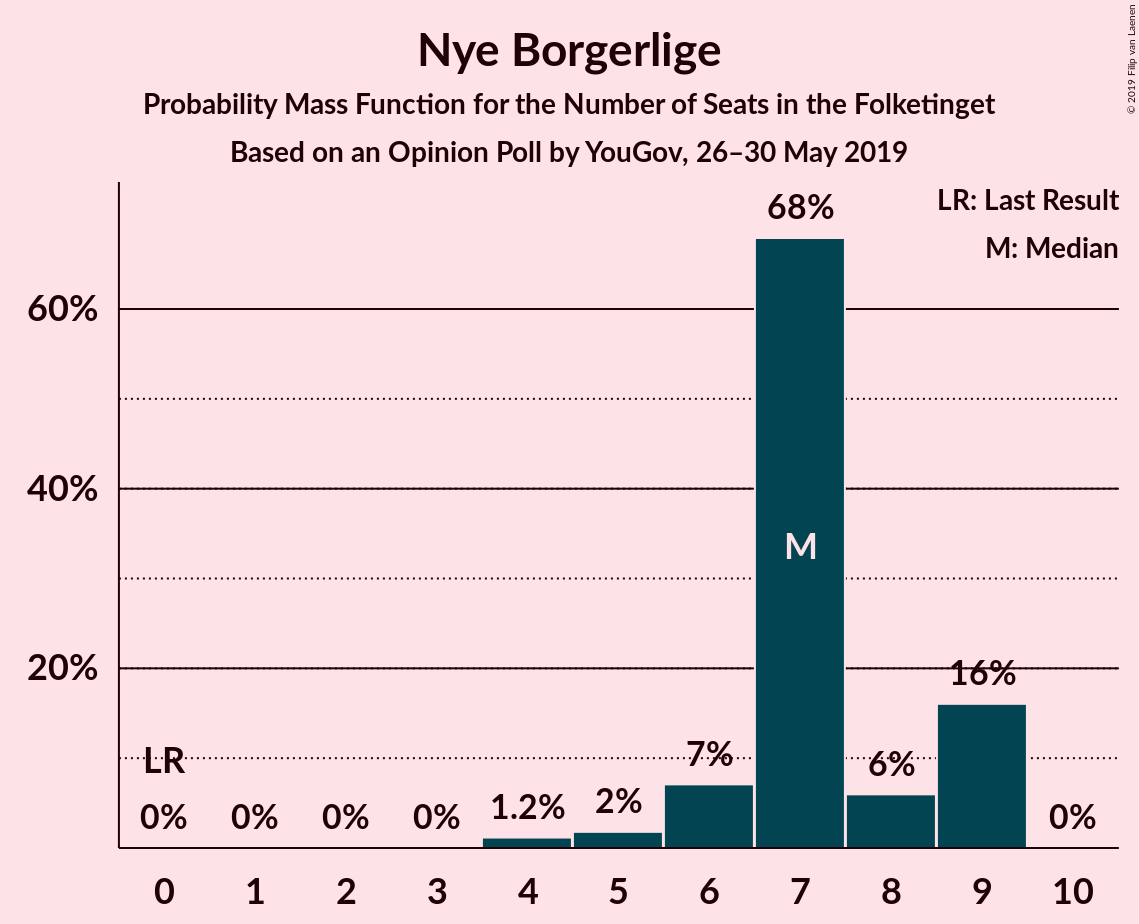 Nye Borgerlige
Probability Mass Function for the Number of Seats in the Folketinget
Based on an Opinion Poll by YouGov, 26–30 May 2019
© 2019 Filip van Laenen
LR: Last Result
M: Median
60%
40%
20%
LR
0%
0%
0%
0%
1.2%
2%
7%
68%
M
6%
16%
0%
0 1 2 3 4 5 6 7 8 9 10